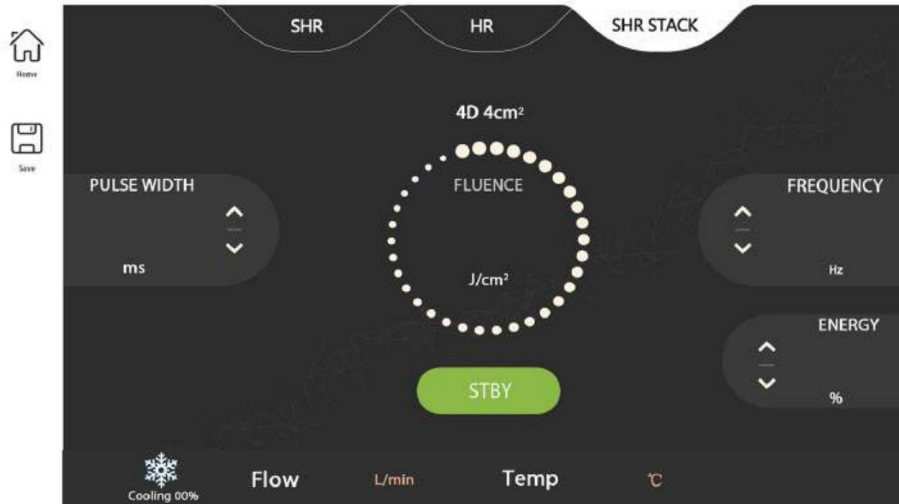 SHR
HR
SHR STACK
Home
Save
4D 4cm²
PULSE WIDTH
ms
FLUENCE
J/cm²
FREQUENCY
Hz
ENERGY
%
STBY
Cooling 00%
Flow
L/min
Temp
℃